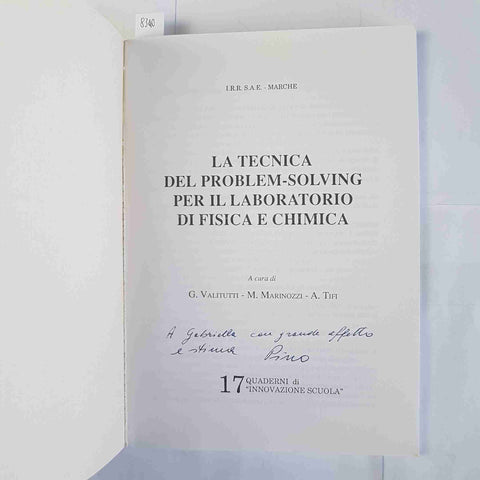 8340
I.R.R.S.A.E. - MARCHE
LA TECNICA
DEL PROBLEM-SOLVING
PER IL LABORATORIO
DI FISICA E CHIMICA
A cura di
G. VALITUTTI - M. MARINOZZI - A. TIFI
A Gabriella con grande affetto
e stima Pino
17 QUADERNI di
"INNOVAZIONE SCUOLA"